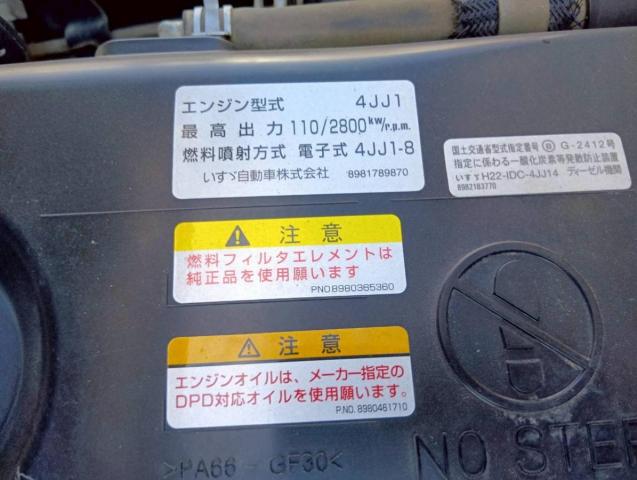 エンジン型式 4JJ1
最高出力 110/2800kW/r.p.m.
燃料噴射方式 電子式 4JJ1-8
いすゞ自動車株式会社 8981789870
国土交通省型式指定番号 Ⓑ G-2412号
指定に係わる一酸化炭素等発散防止装置
いすゞH22-IDC-4JJ14 ディーゼル機関
8982183770
注意
燃料フィルタエレメントは
純正品を使用願います
PNO8980365360
注意
エンジンオイルは、メーカー指定の
DPD対応オイルを使用願います。
P.NO. 8980461710
>PA66-GF30<
NO STE